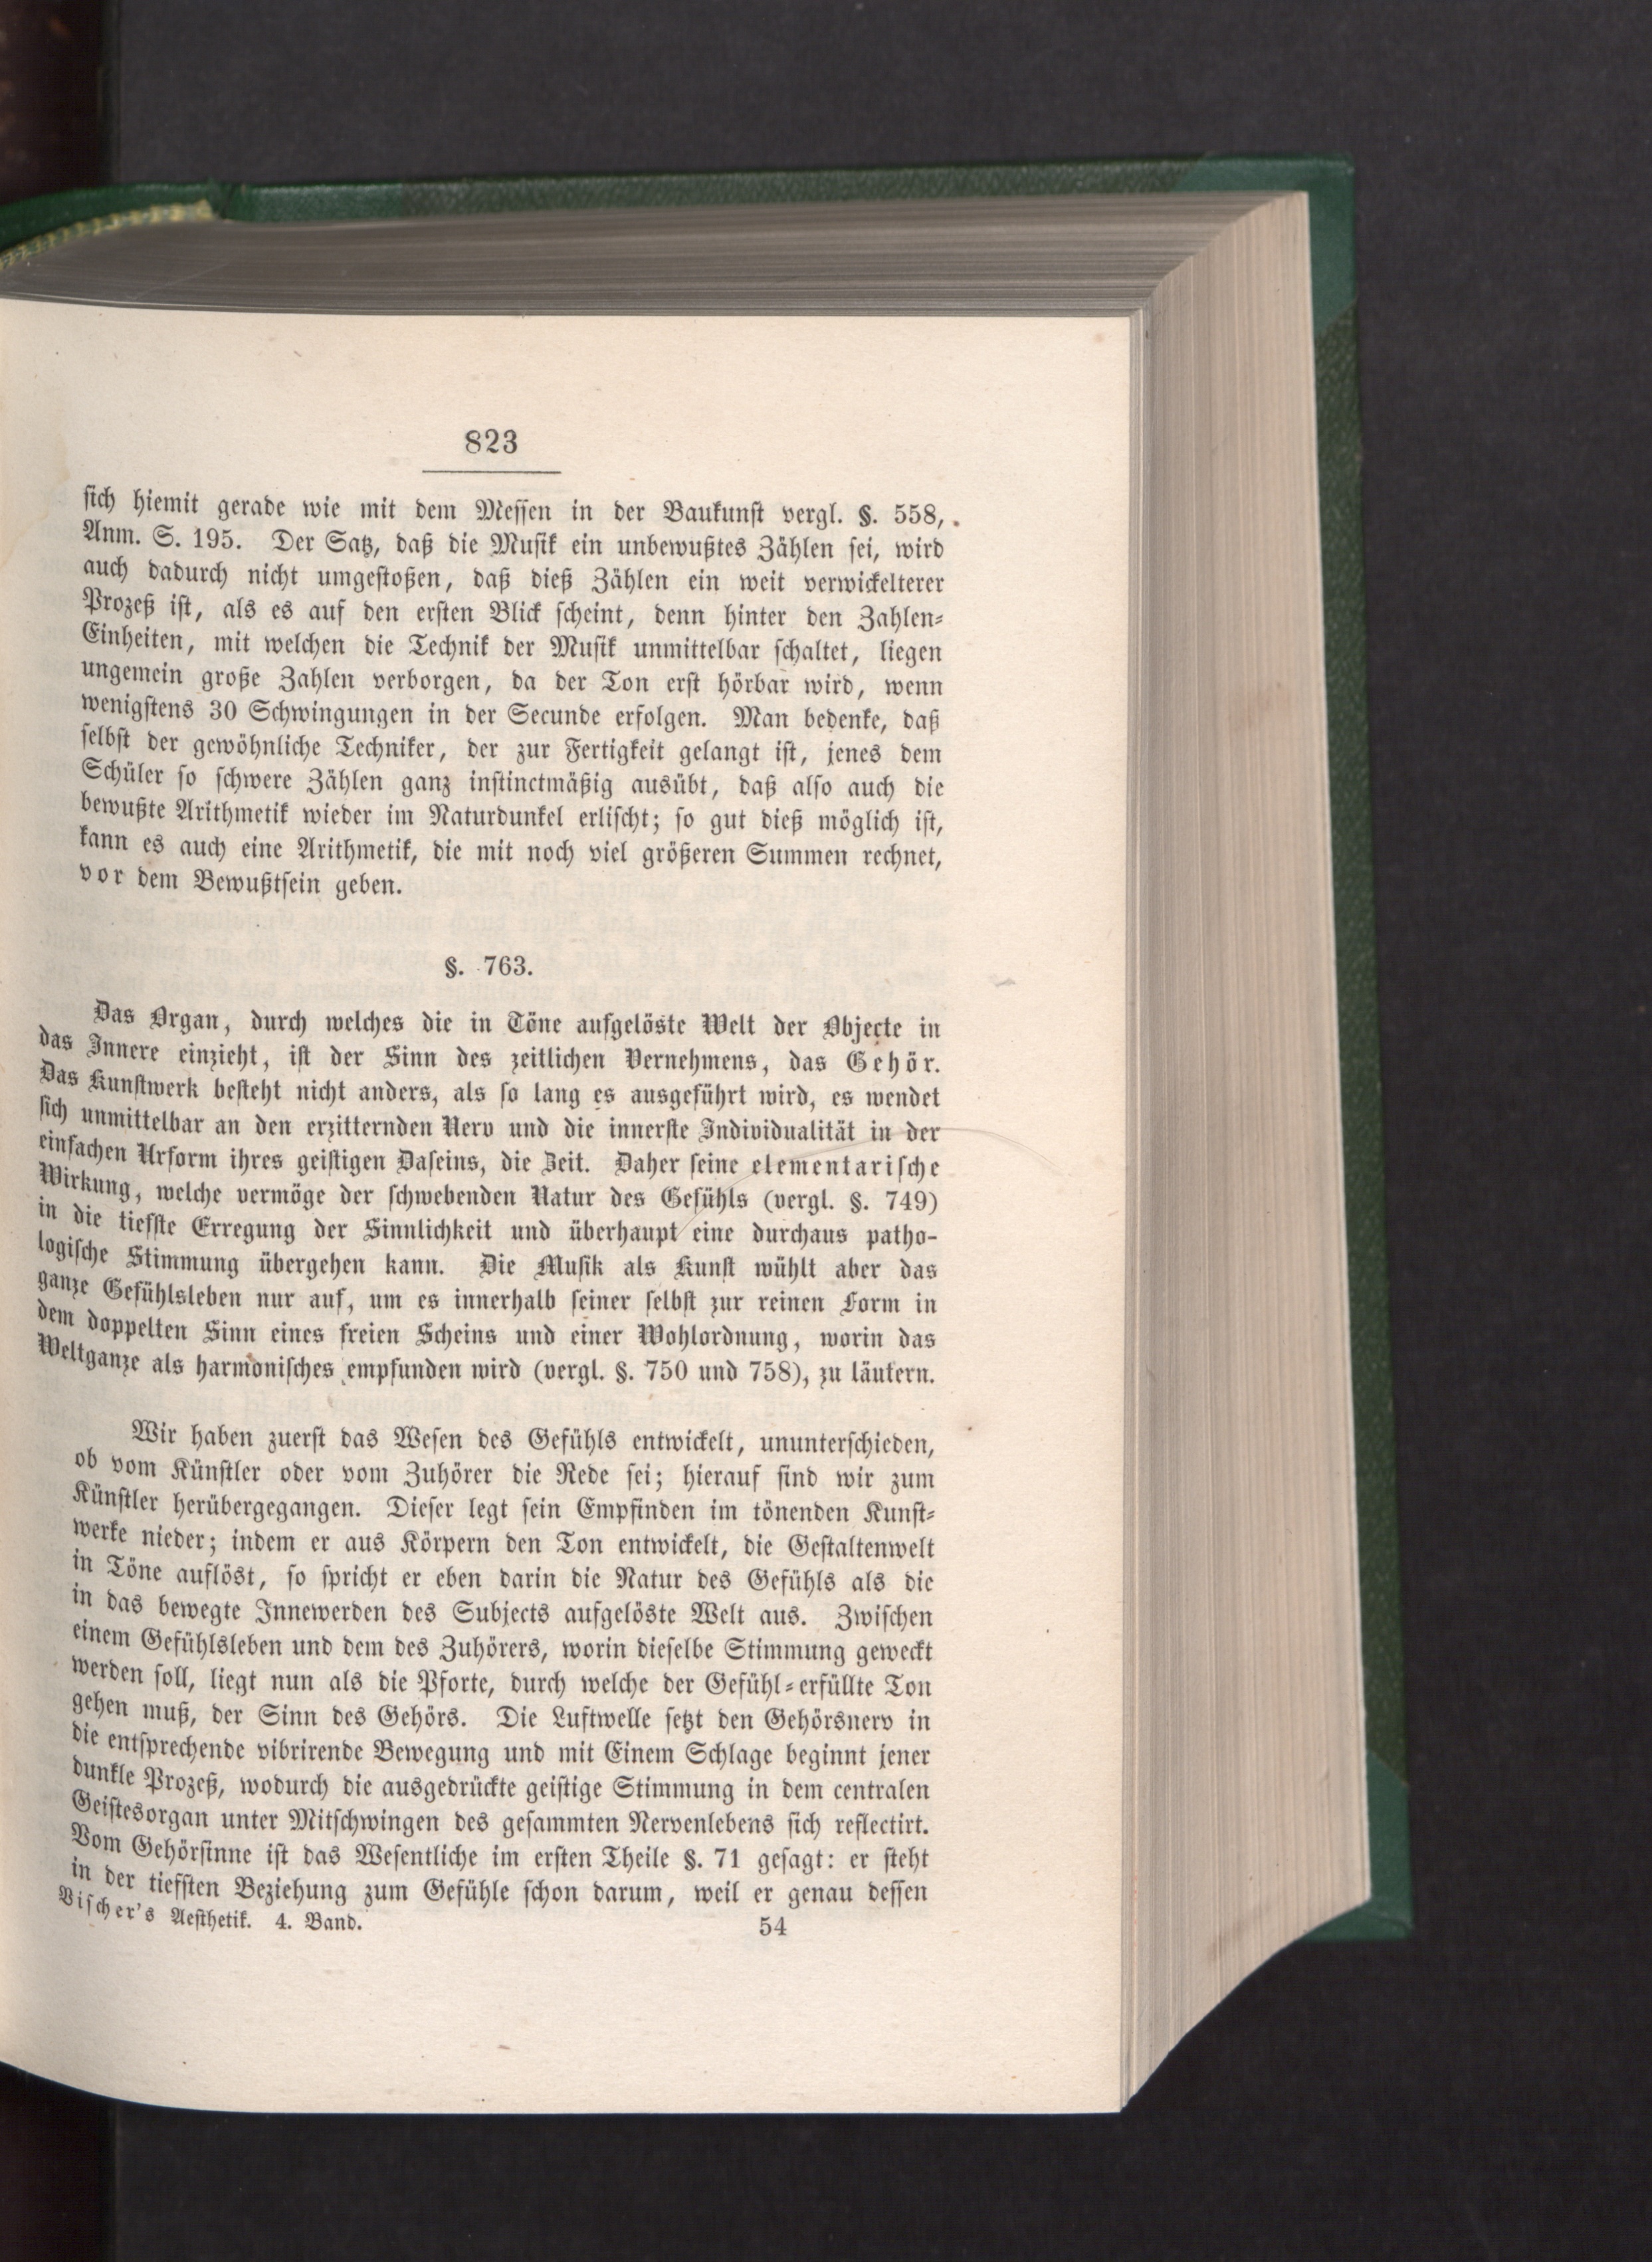 823
sich hiemit gerade wie mit dem Messen in der Baukunst vergl. §. 558,
Anm. S. 195. Der Satz, daß die Musik ein unbewußtes Zählen sei, wird
auch dadurch nicht umgestoßen, daß dieß Zählen ein weit verwickelterer
Prozeß ist, als es auf den ersten Blick scheint, denn hinter den Zahlen-
Einheiten, mit welchen die Technik der Musik unmittelbar schaltet, liegen
ungemein große Zahlen verborgen, da der Ton erst hörbar wird, wenn
wenigstens 30 Schwingungen in der Secunde erfolgen. Man bedenke, daß
selbst der gewöhnliche Techniker, der zur Fertigkeit gelangt ist, jenes dem
Schüler so schwere Zählen ganz instinctmäßig ausübt, daß also auch die
bewußte Arithmetik wieder im Naturdunkel erlischt; so gut dieß möglich ist,
kann es auch eine Arithmetik, die mit noch viel größeren Summen rechnet,
vor dem Bewußtsein geben.
§. 763.
Das Organ, durch welches die in Töne aufgelöste Welt der Objecte in
das Innere einzieht, ist der Sinn des zeitlichen Vernehmens, das Gehör.
Das Kunstwerk besteht nicht anders, als so lang es ausgeführt wird, es wendet
sich unmittelbar an den erzitternden Nerv und die innerste Individualität in der
einfachen Urform ihres geistigen Daseins, die Zeit. Daher seine elementarische
Wirkung, welche vermöge der schwebenden Natur des Gefühls (vergl. §. 749)
in die tiefste Erregung der Sinnlichkeit und überhaupt eine durchaus patho-
logische Stimmung übergehen kann. Die Musik als Kunst wühlt aber das
ganze Gefühlsleben nur auf, um es innerhalb seiner selbst zur reinen Form in
dem doppelten Sinn eines freien Scheins und einer Wohlordnung, worin das
Weltganze als harmonisches empfunden wird (vergl. §. 750 und 758), zu läutern.
Wir haben zuerst das Wesen des Gefühls entwickelt, ununterschieden,
ob vom Künstler oder vom Zuhörer die Rede sei; hierauf sind wir zum
Künstler herübergegangen. Dieser legt sein Empfinden im tönenden Kunst-
werke nieder; indem er aus Körpern den Ton entwickelt, die Gestaltenwelt
in Töne auflöst, so spricht er eben darin die Natur des Gefühls als die
in das bewegte Innewerden des Subjects aufgelöste Welt aus. Zwischen
einem Gefühlsleben und dem des Zuhörers, worin dieselbe Stimmung geweckt
werden soll, liegt nun als die Pforte, durch welche der Gefühl-erfüllte Ton
gehen muß, der Sinn des Gehörs. Die Luftwelle setzt den Gehörsnerv in
die entsprechende vibrirende Bewegung und mit Einem Schlage beginnt jener
dunkle Prozeß, wodurch die ausgedrückte geistige Stimmung in dem centralen
Geistesorgan unter Mitschwingen des gesammten Nervenlebens sich reflectirt.
Vom Gehörsinne ist das Wesentliche im ersten Theile §. 71 gesagt: er steht
in der tiefsten Beziehung zum Gefühle schon darum, weil er genau dessen
Vischer's Aesthetik. 4. Band. 54